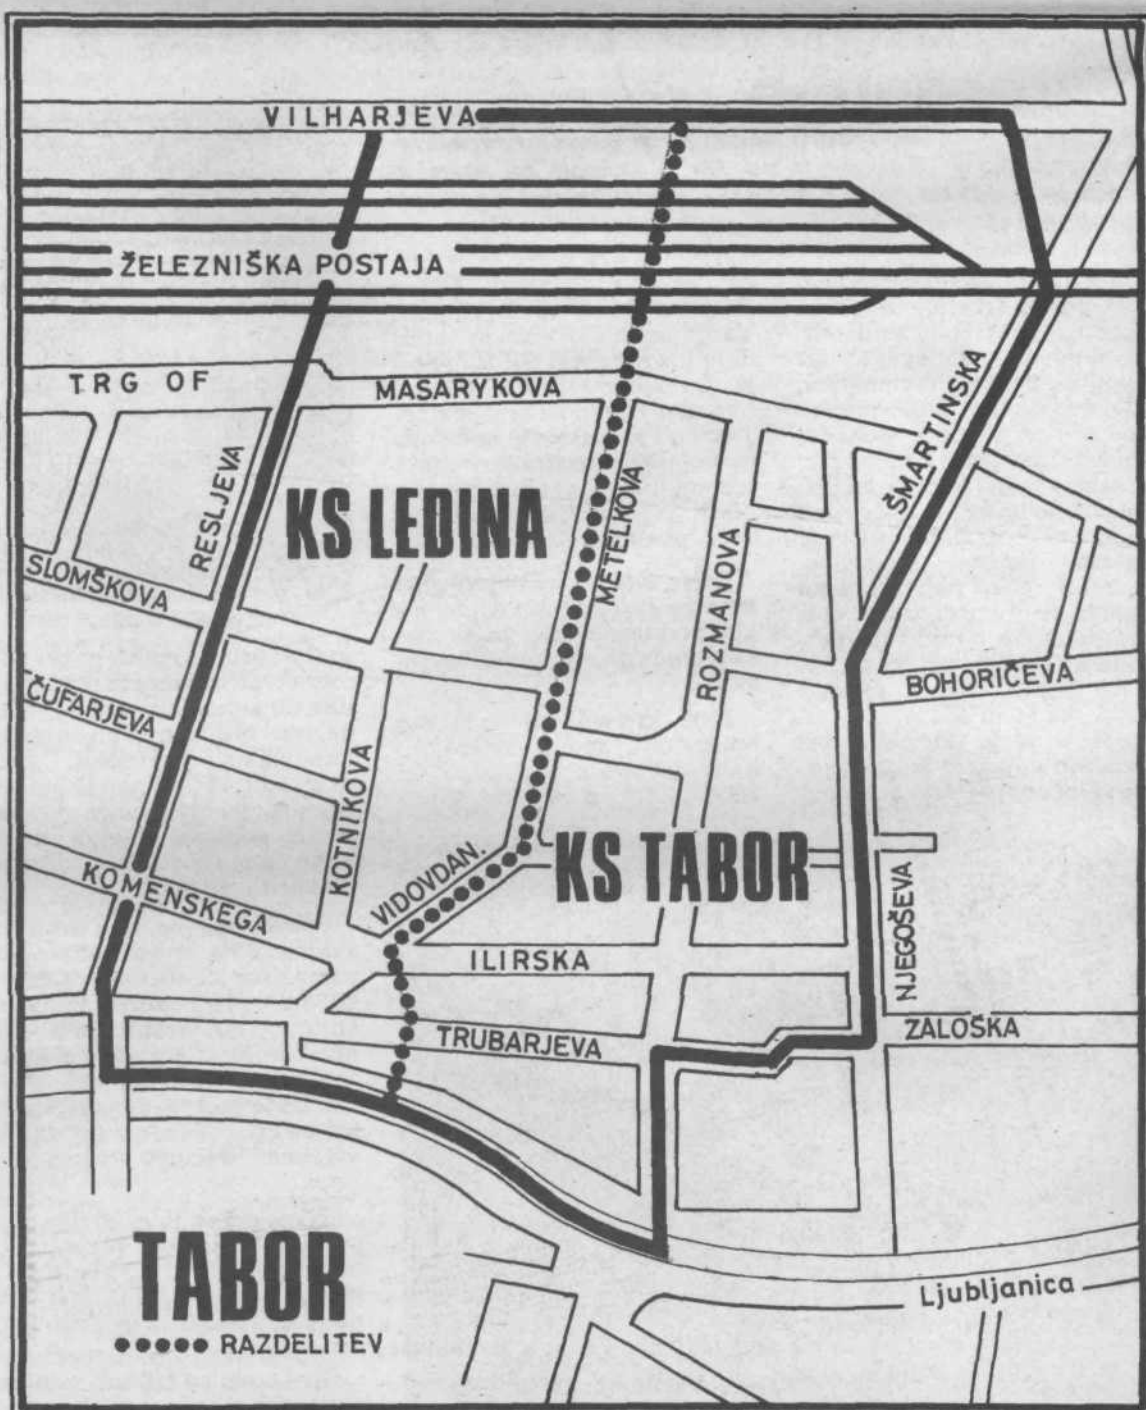 VILHARJEVA
ŽELEZNIŠKA POSTAJA
TRG OF
MASARYKOVA
ŠMARTINSKA
RESLJEVA
KS LEDINA
METELKOVA
ROZMANOVA
SLOMŠKOVA
BOHORIČEVA
ČUFARJEVA
KOTNIKOVA
VIDOVDAN.
KS TABOR
KOMENSKEGA
NJEGOŠEVA
ILIRSKA
TRUBARJEVA
ZALOŠKA
TABOR
RAZDELITEV
Ljubljanica